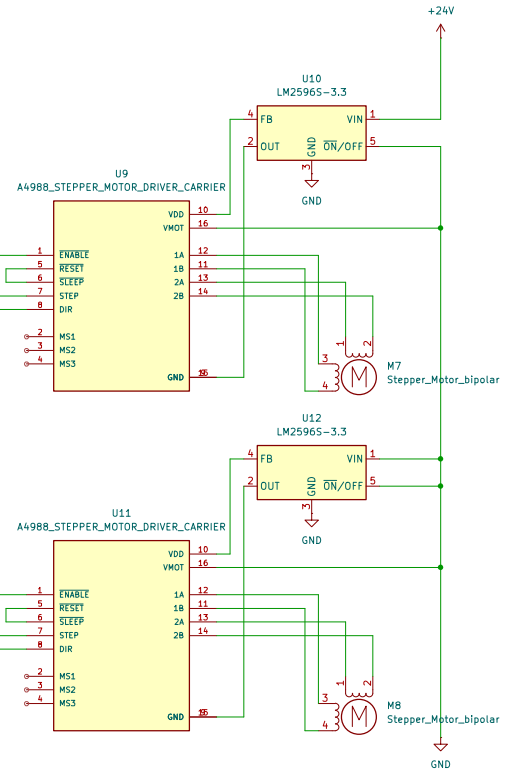 +24V
U10
LM2596S-3.3
4 FB VIN 1
2 OUT GND ON/OFF 5
3
GND
U9
A4988_STEPPER_MOTOR_DRIVER_CARRIER
VDD 10
VMOT 16
1 ENABLE 1A 12
5 RESET 1B 11
6 SLEEP 2A 13
7 STEP 2B 14
8 DIR
2 MS1
3 MS2
4 MS3
GND
1 2
3
4
M
M7
Stepper_Motor_bipolar
U12
LM2596S-3.3
4 FB VIN 1
2 OUT GND ON/OFF 5
3
GND
U11
A4988_STEPPER_MOTOR_DRIVER_CARRIER
VDD 10
VMOT 16
1 ENABLE 1A 12
5 RESET 1B 11
6 SLEEP 2A 13
7 STEP 2B 14
8 DIR
2 MS1
3 MS2
4 MS3
GND
1 2
3
4
M
M8
Stepper_Motor_bipolar
GND